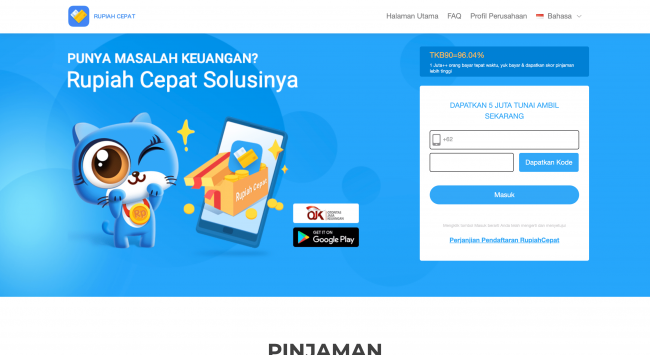 RUPIAH CEPAT
Halaman Utama FAQ Profil Perusahaan Bahasa
PUNYA MASALAH KEUANGAN?
Rupiah Cepat Solusinya
TKB90=96.04%
1 Juta++ orang bayar tepat waktu, yuk bayar & dapatkan skor pinjaman
lebih tinggi
DAPATKAN 5 JUTA TUNAI AMBIL
SEKARANG
+62
Dapatkan Kode
Masuk
Perjanjian Pendaftaran RupiahCepat
Rupiah Cepat
RP
OJK OTORITAS JASA KEUANGAN
GET IT ON
Google Play
PINJAMAN